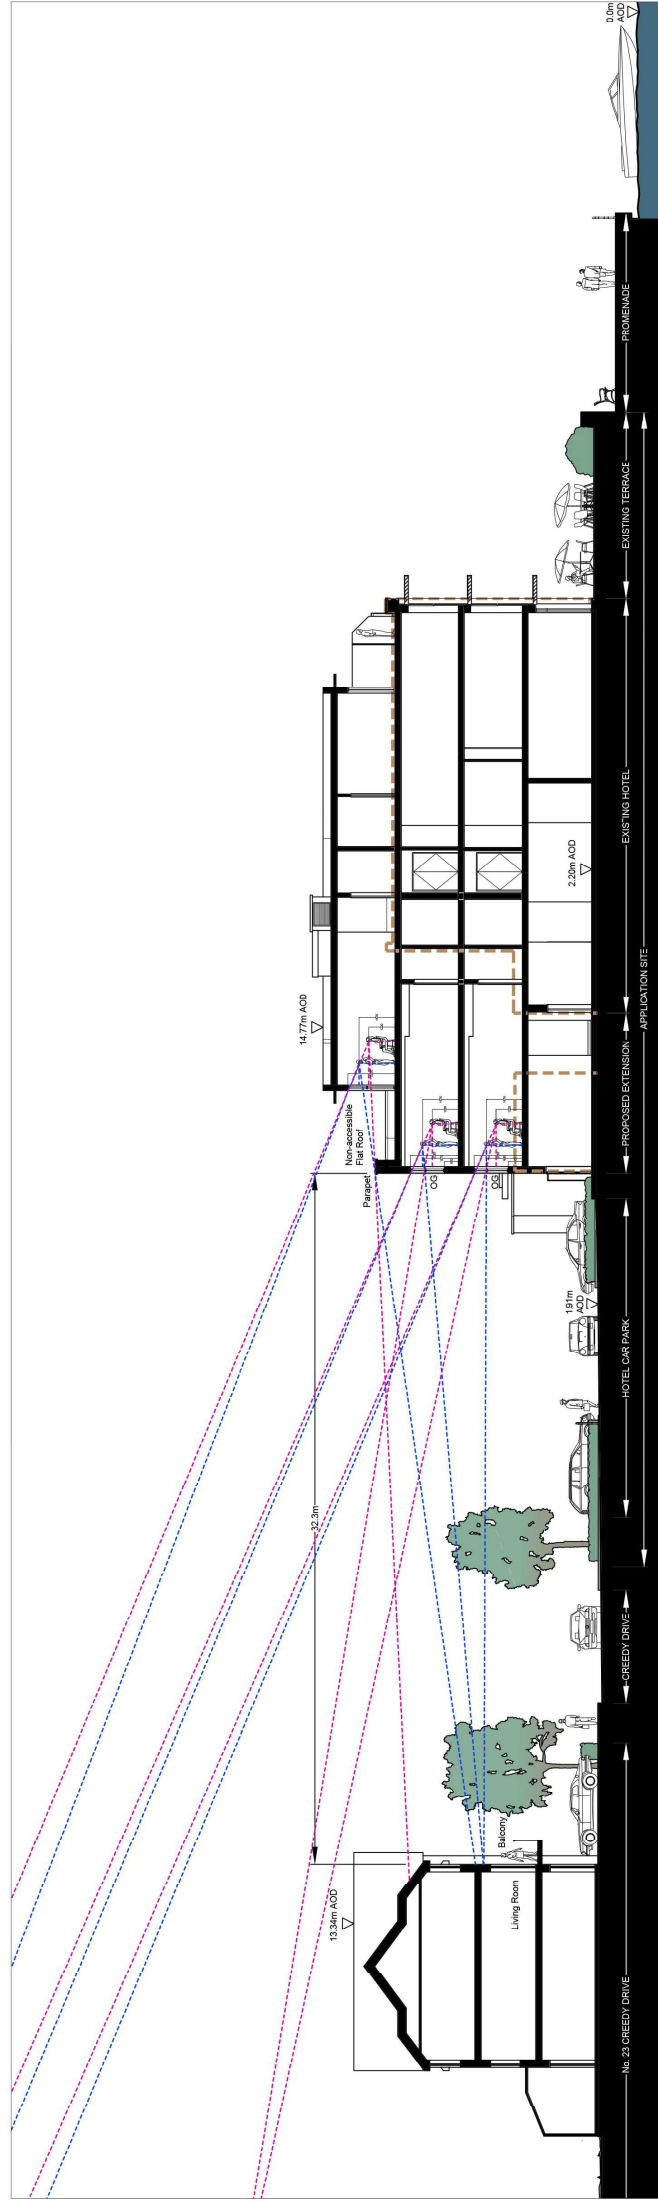 No. 23 CREEDY DRIVE
13.34m AOD
Living Room
Balcony
CREEDY DRIVE
32.3m
HOTEL CAR PARK
1.91m
AOD
Parapet
Non-accessible
Flat Roof
OG
OG
14.77m AOD
PROPOSED EXTENSION
APPLICATION SITE
2.20m AOD
EXISTING HOTEL
EXISTING TERRACE
PROMENADE
0.0m
AOD